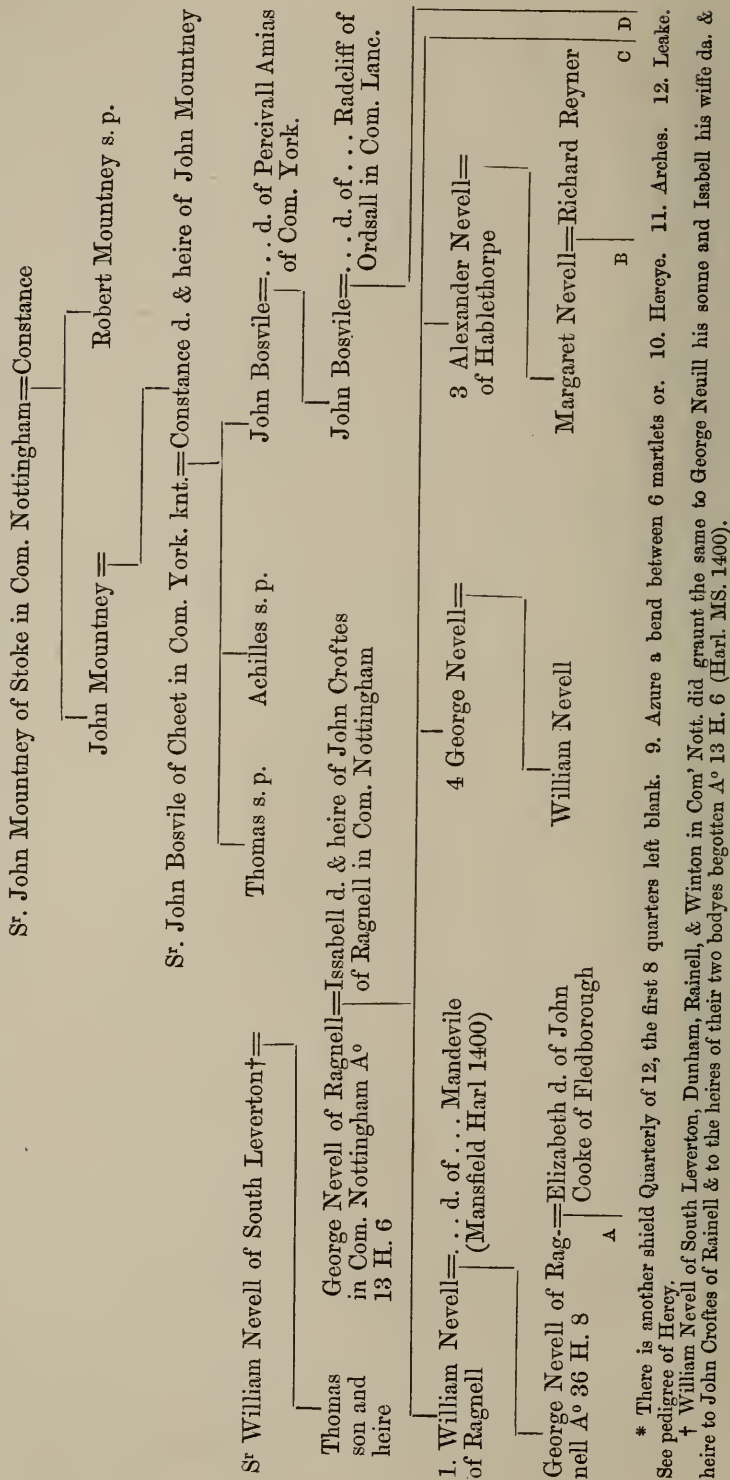 Sr. John Mountney of Stoke in Com. Nottingham=Constance
John Mountney=
Robert Mountney s. p.
Sr. John Bosvile of Cheet in Com. York. knt.=Constance d. & heire of John Mountney
Thomas s. p.
Achilles s. p.
John Bosvile=. . . d. of Percivall Amias
of Com. York.
John Bosvile=. . . d. of . . . . Radcliff of
Ordsall in Com. Lanc.
Sr William Nevell of South Leverton†=
Thomas
son and
heire
George Nevell of Ragnell=Issabell d. & heire of John Croftes
in Com. Nottingham Ao of Ragnell in Com. Nottingham
13 H. 6
1. William Nevell=. . . d. of . . . Mandevile
of Ragnell (Mansfield Harl 1400)
4 George Nevell=
3 Alexander Nevell=
of Hablethorpe
C D
George Nevell of Rag-=Elizabeth d. of John
nell Ao 36 H. 8 Cooke of Fledborough
A
William Nevell
Margaret Nevell=Richard Reyner
B
* There is another shield Quarterly of 12, the first 8 quarters left blank. 9. Azure a bend between 6 martlets or. 10. Hercye. 11. Arches. 12. Leake.
See pedigree of Hercy.
† William Nevell of South Leverton, Dunham, Rainell, & Winton in Com' Nott. did graunt the same to George Neuill his sonne and Isabell his wiffe da. &
heire to John Croftes of Rainell & to the heires of their two bodyes begotten Ao 13 H. 6 (Harl. MS. 1400).